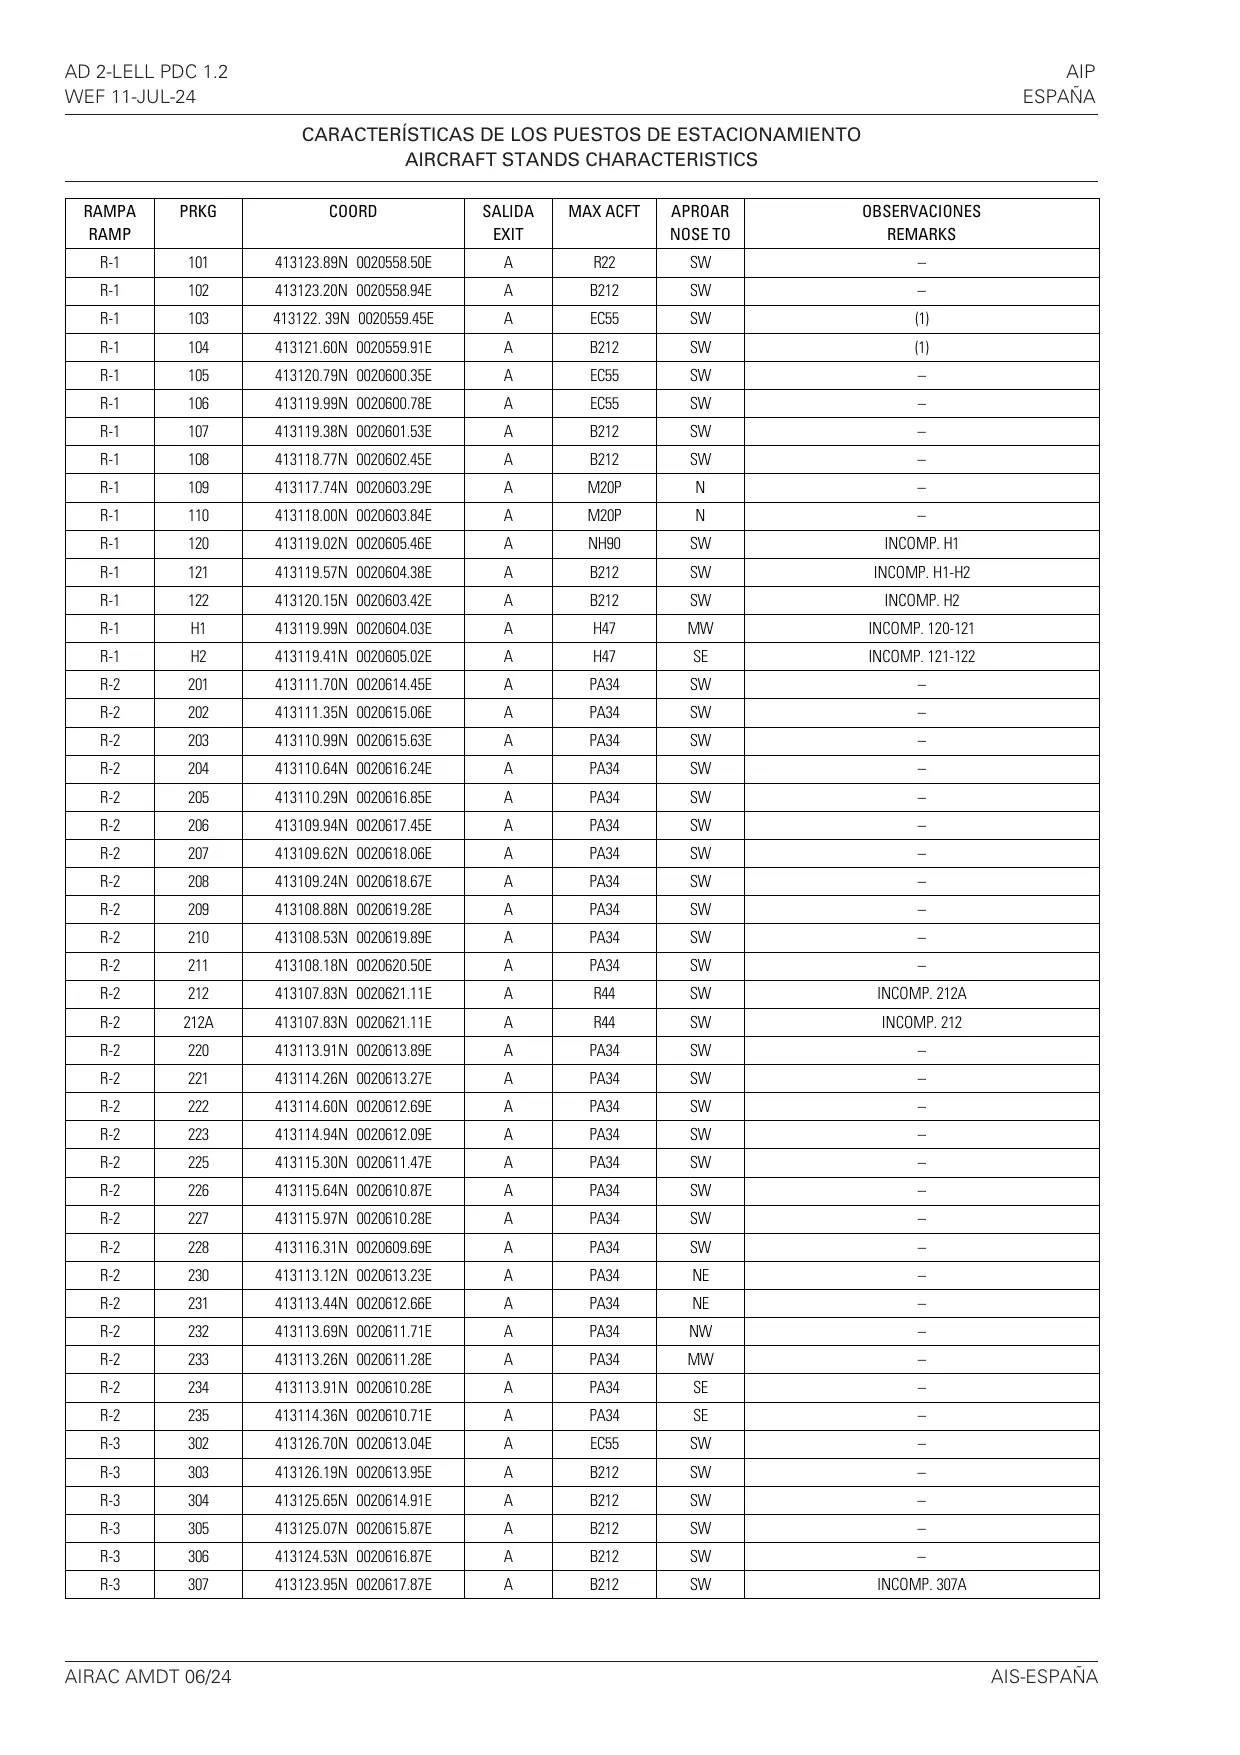 AD 2-LELL PDC 1.2 AIP
WEF 11-JUL-24 ESPAÑA
CARACTERÍSTICAS DE LOS PUESTOS DE ESTACIONAMIENTO
AIRCRAFT STANDS CHARACTERISTICS
RAMPA PRKG COORD SALIDA MAX ACFT APROAR OBSERVACIONES
RAMP EXIT NOSE TO REMARKS
R-1 101 413123.89N 0020558.50E A R22 SW –
R-1 102 413123.20N 0020558.94E A B212 SW –
R-1 103 413122. 39N 0020559.45E A EC55 SW (1)
R-1 104 413121.60N 0020559.91E A B212 SW (1)
R-1 105 413120.79N 0020600.35E A EC55 SW –
R-1 106 413119.99N 0020600.78E A EC55 SW –
R-1 107 413119.38N 0020601.53E A B212 SW –
R-1 108 413118.77N 0020602.45E A B212 SW –
R-1 109 413117.74N 0020603.29E A M20P N –
R-1 110 413118.00N 0020603.84E A M20P N –
R-1 120 413119.02N 0020605.46E A NH90 SW INCOMP. H1
R-1 121 413119.57N 0020604.38E A B212 SW INCOMP. H1-H2
R-1 122 413120.15N 0020603.42E A B212 SW INCOMP. H2
R-1 H1 413119.99N 0020604.03E A H47 MW INCOMP. 120-121
R-1 H2 413119.41N 0020605.02E A H47 SE INCOMP. 121-122
R-2 201 413111.70N 0020614.45E A PA34 SW –
R-2 202 413111.35N 0020615.06E A PA34 SW –
R-2 203 413110.99N 0020615.63E A PA34 SW –
R-2 204 413110.64N 0020616.24E A PA34 SW –
R-2 205 413110.29N 0020616.85E A PA34 SW –
R-2 206 413109.94N 0020617.45E A PA34 SW –
R-2 207 413109.62N 0020618.06E A PA34 SW –
R-2 208 413109.24N 0020618.67E A PA34 SW –
R-2 209 413108.88N 0020619.28E A PA34 SW –
R-2 210 413108.53N 0020619.89E A PA34 SW –
R-2 211 413108.18N 0020620.50E A PA34 SW –
R-2 212 413107.83N 0020621.11E A R44 SW INCOMP. 212A
R-2 212A 413107.83N 0020621.11E A R44 SW INCOMP. 212
R-2 220 413113.91N 0020613.89E A PA34 SW –
R-2 221 413114.26N 0020613.27E A PA34 SW –
R-2 222 413114.60N 0020612.69E A PA34 SW –
R-2 223 413114.94N 0020612.09E A PA34 SW –
R-2 225 413115.30N 0020611.47E A PA34 SW –
R-2 226 413115.64N 0020610.87E A PA34 SW –
R-2 227 413115.97N 0020610.28E A PA34 SW –
R-2 228 413116.31N 0020609.69E A PA34 SW –
R-2 230 413113.12N 0020613.23E A PA34 NE –
R-2 231 413113.44N 0020612.66E A PA34 NE –
R-2 232 413113.69N 0020611.71E A PA34 NW –
R-2 233 413113.26N 0020611.28E A PA34 MW –
R-2 234 413113.91N 0020610.28E A PA34 SE –
R-2 235 413114.36N 0020610.71E A PA34 SE –
R-3 302 413126.70N 0020613.04E A EC55 SW –
R-3 303 413126.19N 0020613.95E A B212 SW –
R-3 304 413125.65N 0020614.91E A B212 SW –
R-3 305 413125.07N 0020615.87E A B212 SW –
R-3 306 413124.53N 0020616.87E A B212 SW –
R-3 307 413123.95N 0020617.87E A B212 SW INCOMP. 307A
AIRAC AMDT 06/24 AIS-ESPAÑA